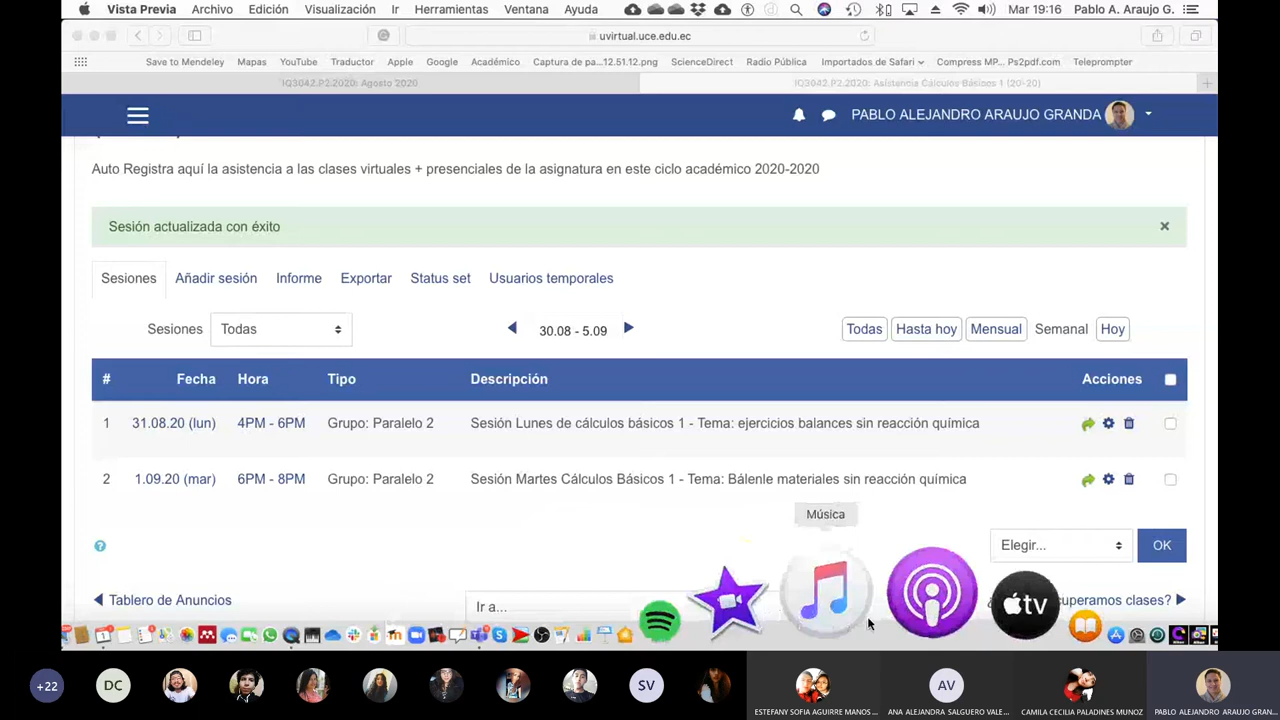 Vista Previa Archivo Edición Visualización Ir Herramientas Ventana Ayuda Mar 19:16 Pablo A. Araujo G.
uvirtual.uce.edu.ec
Save to Mendeley Mapas YouTube Traductor Apple Google Académico Captura de pa...12.51.12.png ScienceDirect Radio Pública Importados de Safari Compress MP... Ps2pdf.com Teleprompter
IQ3042.P2.2020: Agosto 2020 IQ3042.P2.2020: Asistencia Cálculos Básicos 1 (20-20)
PABLO ALEJANDRO ARAUJO GRANDA
Auto Registra aquí la asistencia a las clases virtuales + presenciales de la asignatura en este ciclo académico 2020-2020
Sesión actualizada con éxito ×
Sesiones Añadir sesión Informe Exportar Status set Usuarios temporales
Sesiones Todas 30.08 - 5.09 Todas Hasta hoy Mensual Semanal Hoy
# Fecha Hora Tipo Descripción Acciones
1 31.08.20 (lun) 4PM - 6PM Grupo: Paralelo 2 Sesión Lunes de cálculos básicos 1 - Tema: ejercicios balances sin reacción química
2 1.09.20 (mar) 6PM - 8PM Grupo: Paralelo 2 Sesión Martes Cálculos Básicos 1 - Tema: Bálenle materiales sin reacción química
Música
Elegir... OK
Tablero de Anuncios Ir a... cuperamos clases?
tv
+22 DC SV AV
ESTEFANY SOFIA AGUIRRE MANOS... ANA ALEJANDRA SALGUERO VALE... CAMILA CECILIA PALADINES MUNOZ PABLO ALEJANDRO ARAUJO GRAN...